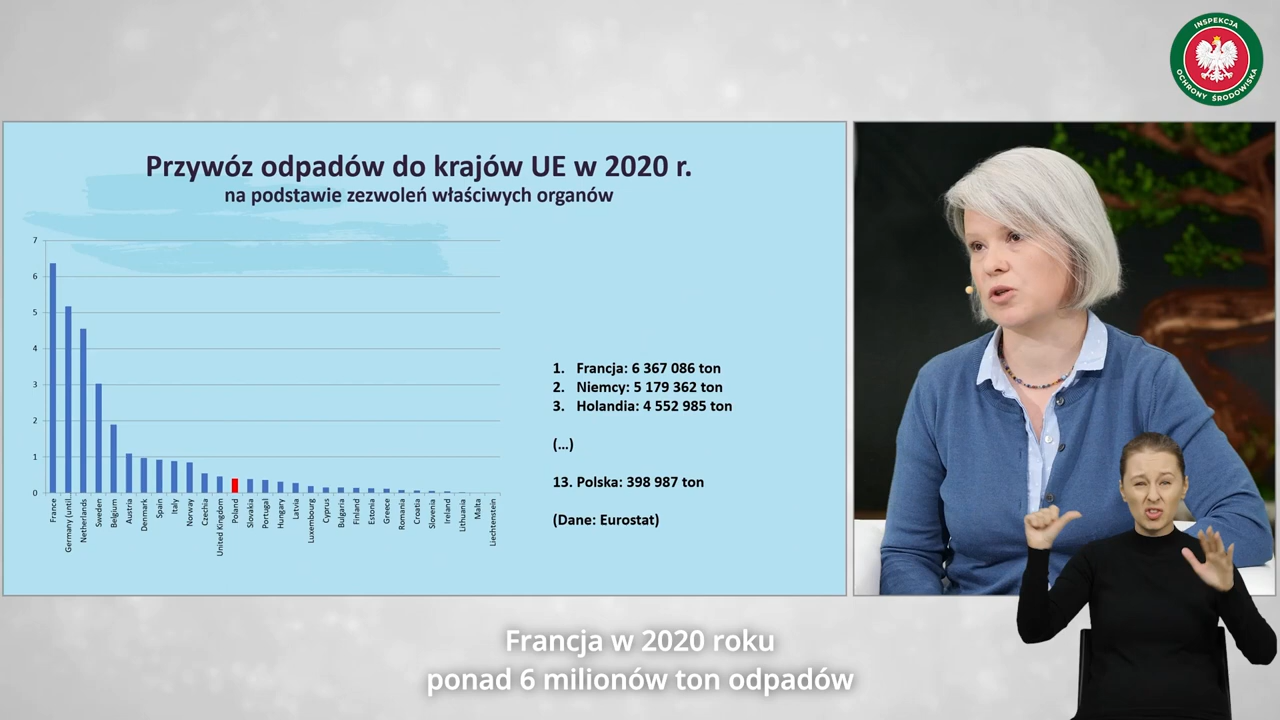 INSPEKCJA
OCHRONY ŚRODOWISKA
Przywóz odpadów do krajów UE w 2020 r.
na podstawie zezwoleń właściwych organów
7
6
5
4
3
2
1
0
France
Germany (until
Netherlands
Sweden
Belgium
Austria
Denmark
Spain
Italy
Norway
Czechia
United Kingdom
Poland
Slovakia
Portugal
Hungary
Latvia
Luxembourg
Cyprus
Bulgaria
Finland
Estonia
Greece
Romania
Croatia
Slovenia
Ireland
Lithuania
Malta
Liechtenstein
1. Francja: 6 367 086 ton
2. Niemcy: 5 179 362 ton
3. Holandia: 4 552 985 ton
(...)
13. Polska: 398 987 ton
(Dane: Eurostat)
Francja w 2020 roku
ponad 6 milionów ton odpadów